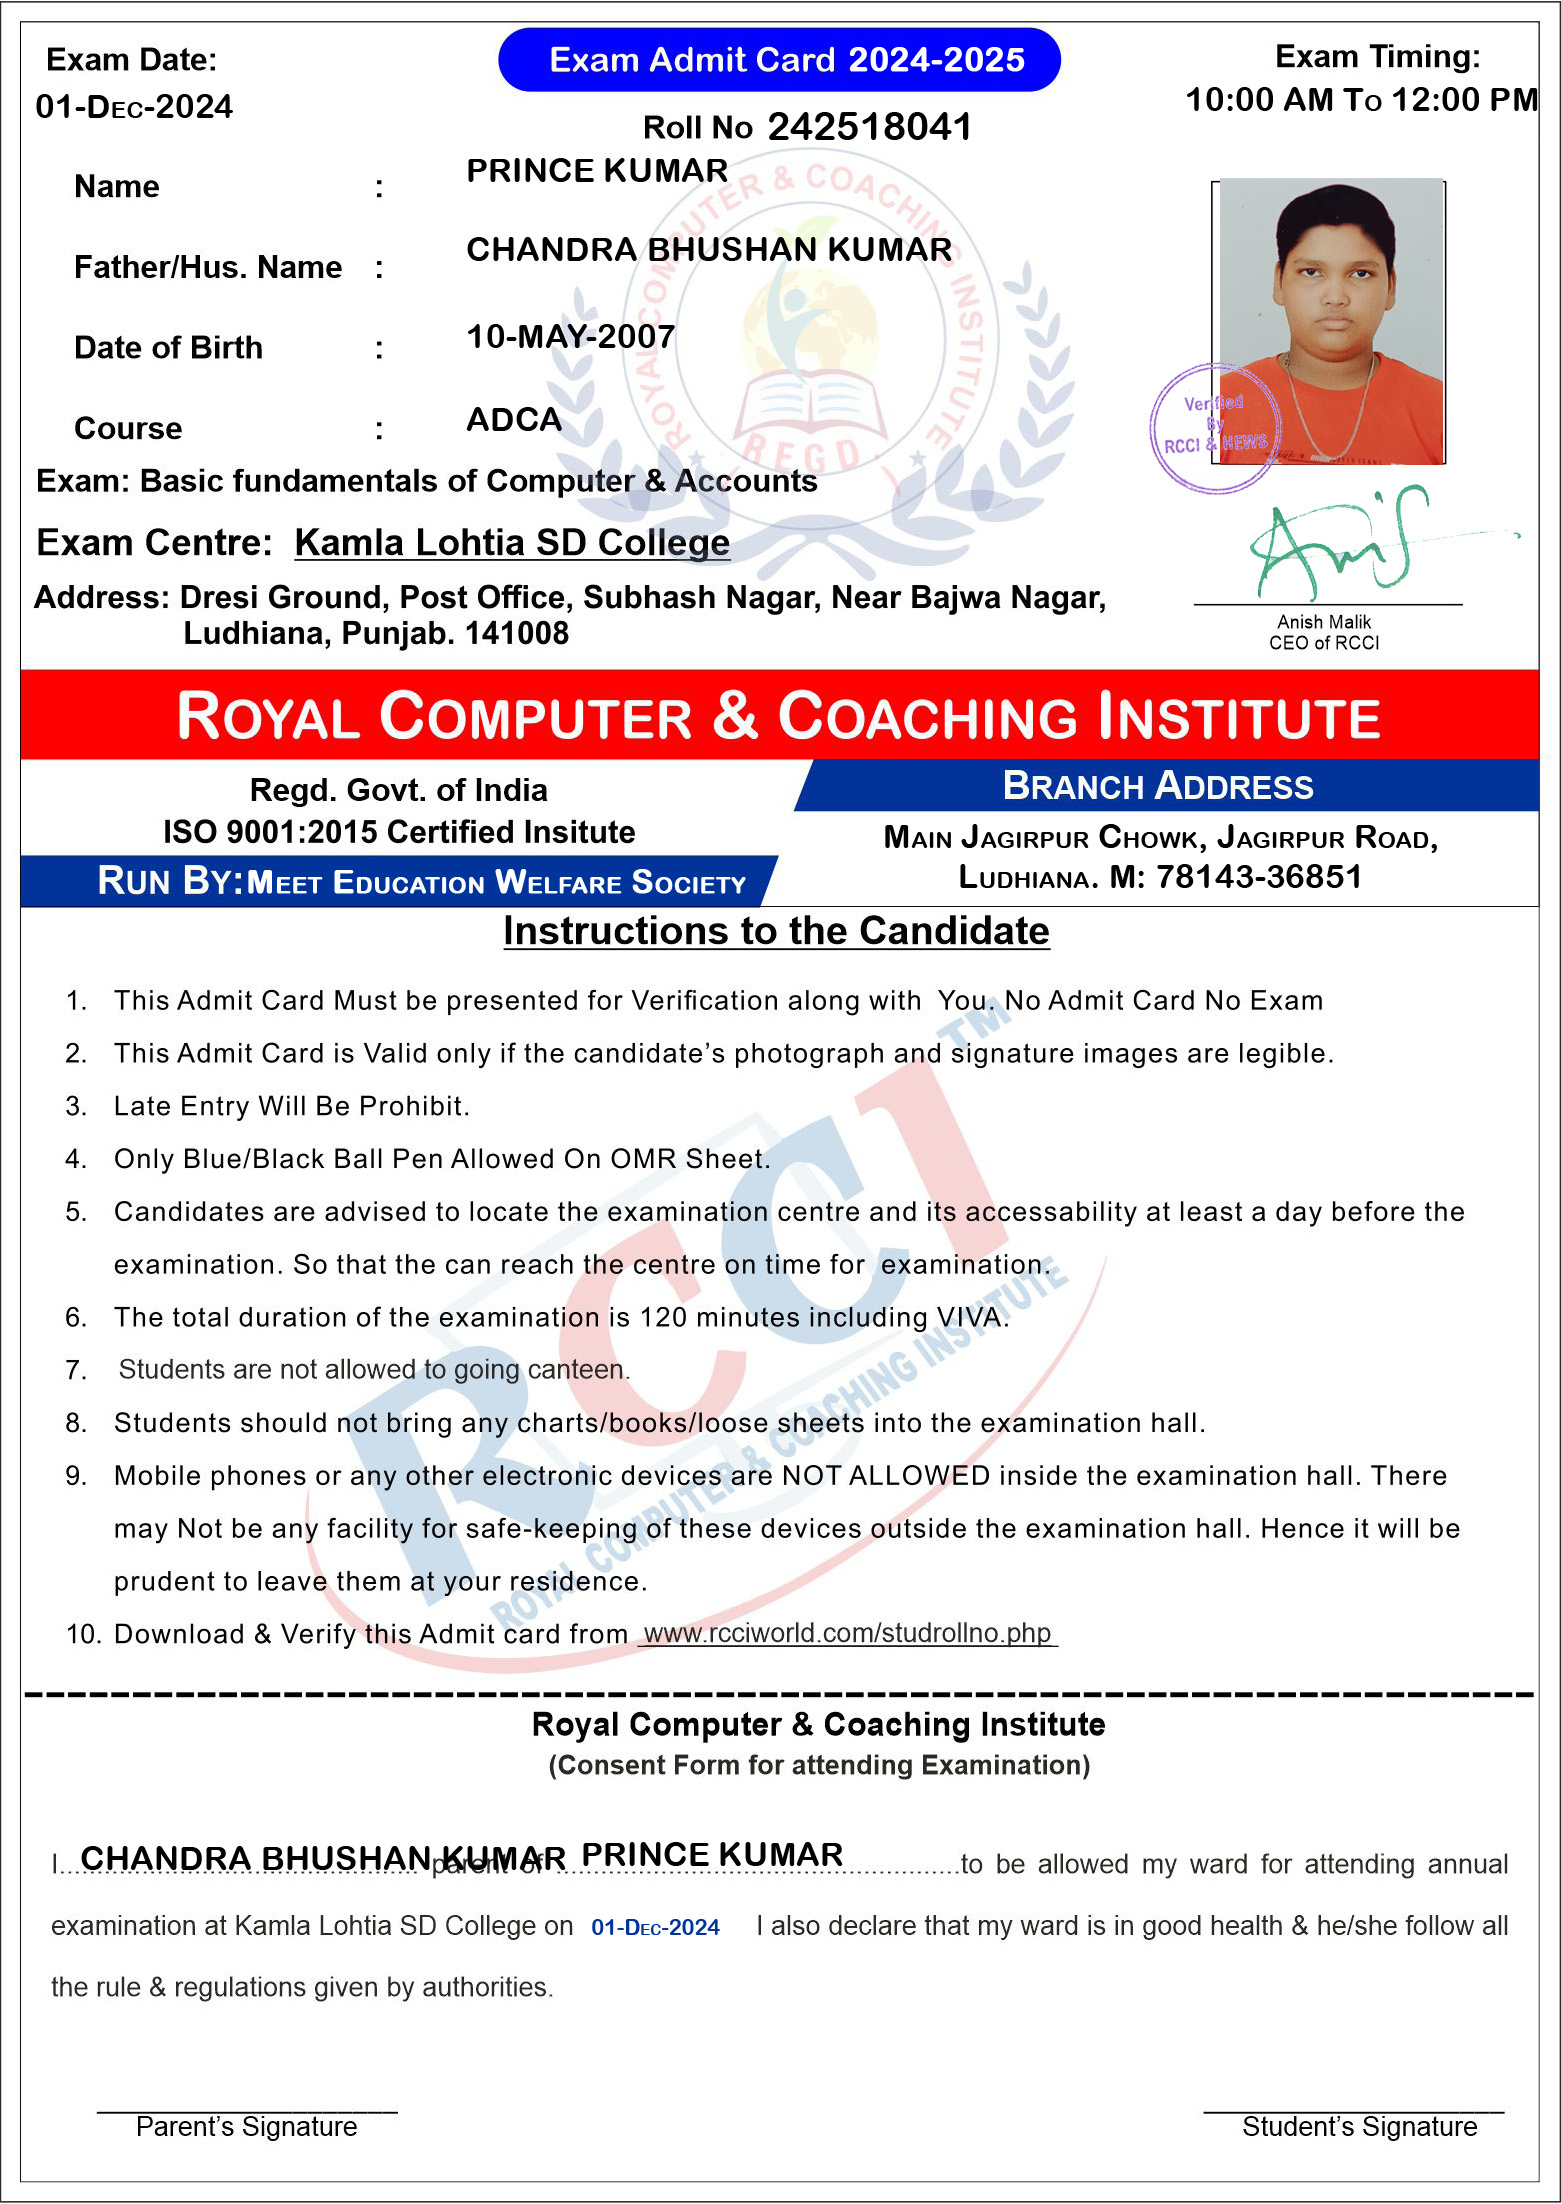 Exam Date:
01-Dec-2024
Exam Admit Card 2024-2025
Exam Timing:
10:00 AM To 12:00 PM
Roll No 242518041
Name : PRINCE KUMAR
Father/Hus. Name : CHANDRA BHUSHAN KUMAR
Date of Birth : 10-MAY-2007
Course : ADCA
Exam: Basic fundamentals of Computer & Accounts
Exam Centre: Kamla Lohtia SD College
Address: Dresi Ground, Post Office, Subhash Nagar, Near Bajwa Nagar,
Ludhiana, Punjab. 141008
ROYAL COMPUTER & COACHING INSTITUTE
REGD.
Verified
By
RCCI & HEWS
Anis
Anish Malik
CEO of RCCI
Royal Computer & Coaching Institute
Regd. Govt. of India
ISO 9001:2015 Certified Insitute
Run By:Meet Education Welfare Society
Branch Address
Main Jagirpur Chowk, Jagirpur Road,
Ludhiana. M: 78143-36851
Instructions to the Candidate
1. This Admit Card Must be presented for Verification along with You. No Admit Card No Exam
2. This Admit Card is Valid only if the candidate’s photograph and signature images are legible.
3. Late Entry Will Be Prohibit.
4. Only Blue/Black Ball Pen Allowed On OMR Sheet.
5. Candidates are advised to locate the examination centre and its accessability at least a day before the
examination. So that the can reach the centre on time for examination.
6. The total duration of the examination is 120 minutes including VIVA.
7. Students are not allowed to going canteen.
8. Students should not bring any charts/books/loose sheets into the examination hall.
9. Mobile phones or any other electronic devices are NOT ALLOWED inside the examination hall. There
may Not be any facility for safe-keeping of these devices outside the examination hall. Hence it will be
prudent to leave them at your residence.
10. Download & Verify this Admit card from www.rcciworld.com/studrollno.php
RCCI™
ROYAL COMPUTER & COACHING INSTITUTE
Royal Computer & Coaching Institute
(Consent Form for attending Examination)
I CHANDRA BHUSHAN KUMAR parent of PRINCE KUMAR to be allowed my ward for attending annual
examination at Kamla Lohtia SD College on 01-Dec-2024 I also declare that my ward is in good health & he/she follow all
the rule & regulations given by authorities.
Parent’s Signature
Student’s Signature